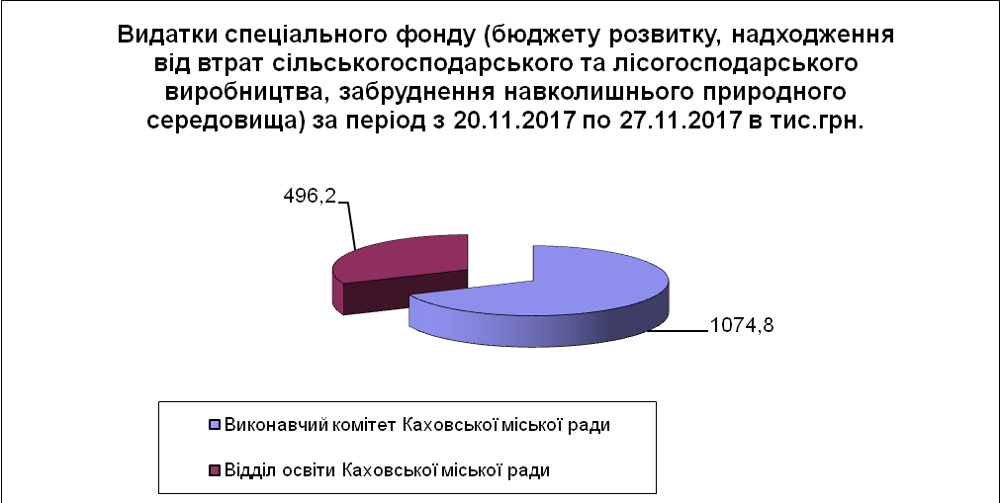 Видатки спеціального фонду (бюджету розвитку, надходження
від втрат сільськогосподарського та лісогосподарського
виробництва, забруднення навколишнього природного
середовища) за період з 20.11.2017 по 27.11.2017 в тис.грн.
496,2
1074,8
Виконавчий комітет Каховської міської ради
Відділ освіти Каховської міської ради